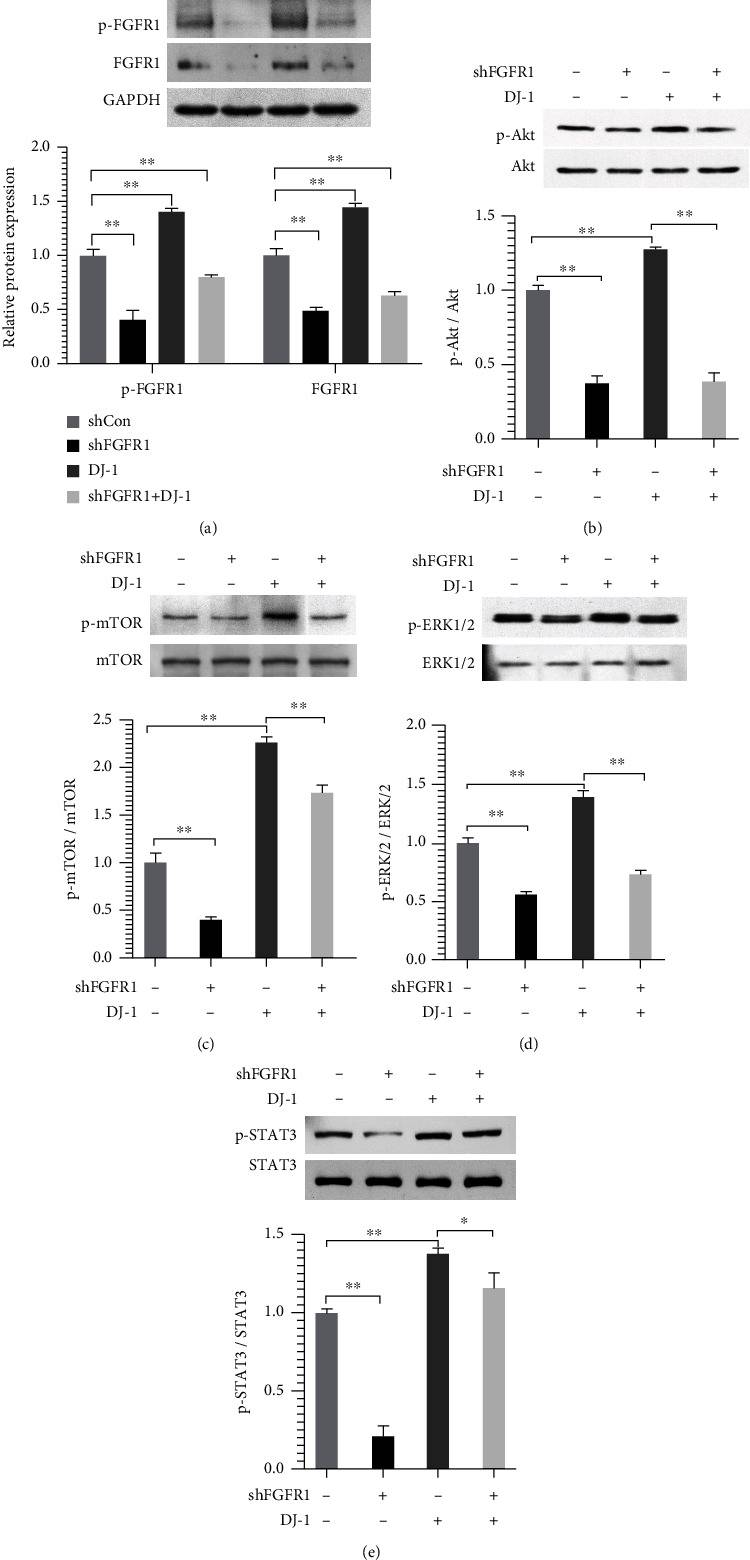 p-FGFR1
FGFR1
GAPDH
2.0
1.5
1.0
0.5
0.0
Relative protein expression
** ** **
** ** **
p-FGFR1 FGFR1
shCon
shFGFR1
DJ-1
shFGFR1+DJ-1
(a)
shFGFR1 – + – +
DJ-1 – – + +
p-Akt
Akt
1.5
1.0
0.5
0.0
p-Akt / Akt
** ** **
shFGFR1 – + – +
DJ-1 – – + +
(b)
shFGFR1 – + – +
DJ-1 – – + +
p-mTOR
mTOR
2.5
2.0
1.5
1.0
0.5
0.0
p-mTOR / mTOR
** ** **
shFGFR1 – + – +
DJ-1 – – + +
(c)
shFGFR1 – + – +
DJ-1 – – + +
p-ERK1/2
ERK1/2
2.0
1.5
1.0
0.5
0.0
p-ERK/2 / ERK/2
** ** **
shFGFR1 – + – +
DJ-1 – – + +
(d)
shFGFR1 – + – +
DJ-1 – – + +
p-STAT3
STAT3
1.5
1.0
0.5
0.0
p-STAT3 / STAT3
** ** *
shFGFR1 – + – +
DJ-1 – – + +
(e)